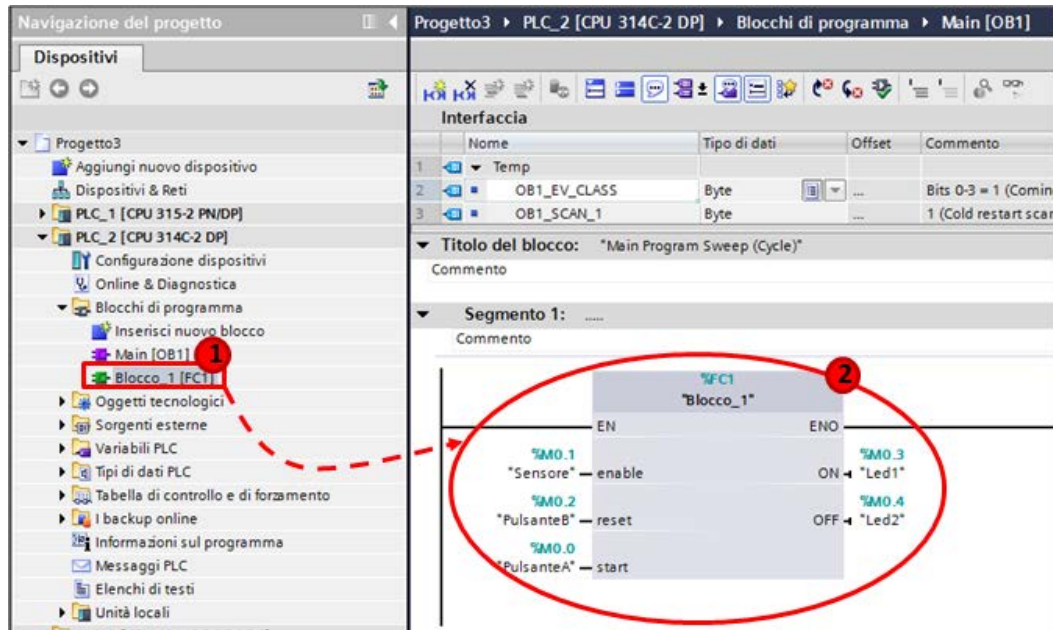 Navigazione del progetto
Dispositivi
Progetto3
Aggiungi nuovo dispositivo
Dispositivi & Reti
PLC_1 [CPU 315-2 PN/DP]
PLC_2 [CPU 314C-2 DP]
Configurazione dispositivi
Online & Diagnostica
Blocchi di programma
Inserisci nuovo blocco
Main [OB1]
1
Blocco_1 [FC1]
Oggetti tecnologici
Sorgenti esterne
Variabili PLC
Tipi di dati PLC
Tabella di controllo e di forzamento
I backup online
Informazioni sul programma
Messaggi PLC
Elenchi di testi
Unità locali
Progetto3 PLC_2 [CPU 314C-2 DP] Blocchi di programma Main [OB1]
Interfaccia
Nome Tipo di dati Offset Commento
1 Temp
2 OB1_EV_CLASS Byte ... Bits 0-3 = 1 (Comin
3 OB1_SCAN_1 Byte ... 1 (Cold restart scan
Titolo del blocco: "Main Program Sweep (Cycle)"
Commento
Segmento 1: .....
Commento
2
%FC1
"Blocco_1"
EN ENO
%M0.1 %M0.3
"Sensore" enable ON "Led1"
%M0.2 %M0.4
"PulsanteB" reset OFF "Led2"
%M0.0
"PulsanteA" start